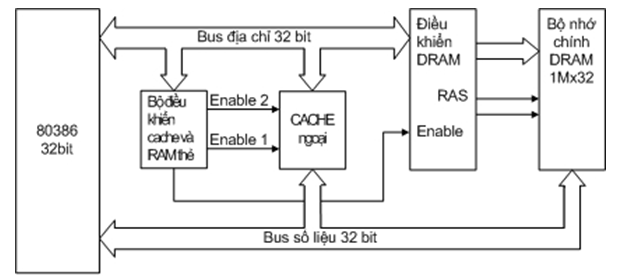 80386
32bit
Bus địa chỉ 32 bit
Bộ điều
khiển
cache và
RAM thẻ
Enable 2
Enable 1
CACHE
ngoại
Điều
khiển
DRAM
RAS
Enable
Bộ nhớ
chính
DRAM
1Mx32
Bus số liệu 32 bit